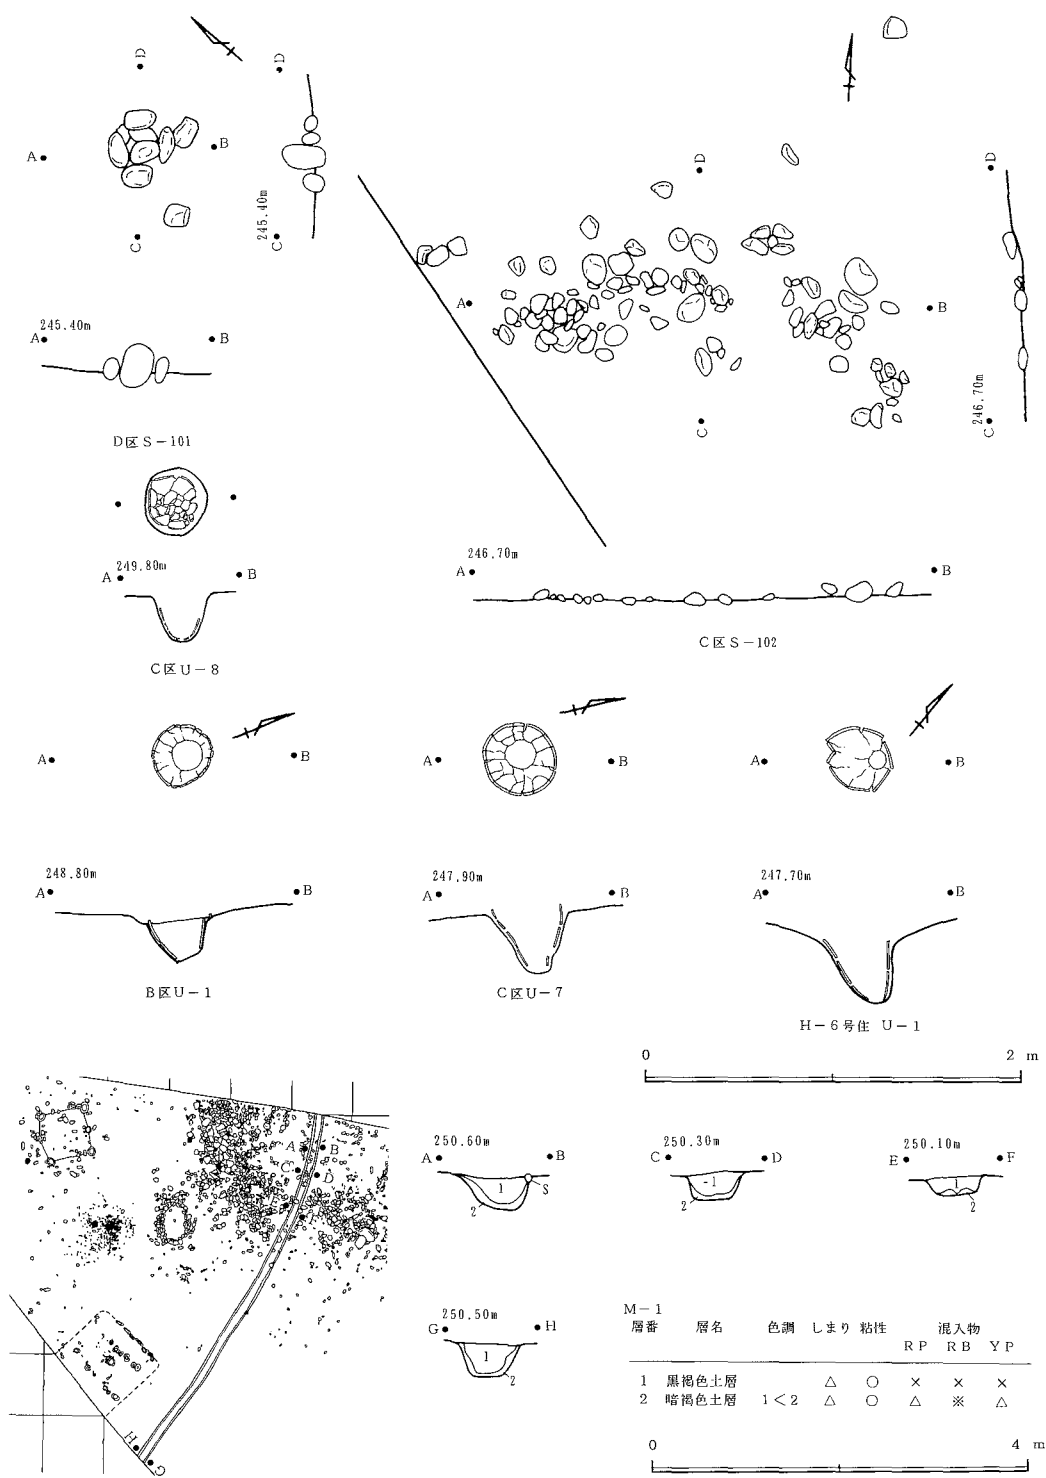 D
D
A
B
C
245.40m
C
245.40m
A
B
D区S-101
D
D
A
B
C
246.70m
C
246.70m
A
B
C区S-102
249.80m
A
B
C区U-8
A
B
A
B
A
B
248.80m
A
B
B区U-1
247.90m
A
B
C区U-7
247.70m
A
B
H-6号住 U-1
0 2 m
A B
C D
H
G
250.60m
A B
1
S
2
250.30m
C D
1
2
250.10m
E F
1
2
250.50m
G H
1
2
M-1
層番 層名 色調 しまり 粘性 混入物
RP RB YP
1 黒褐色土層 △ ○ × × ×
2 暗褐色土層 1<2 △ ○ △ ※ △
0 4 m